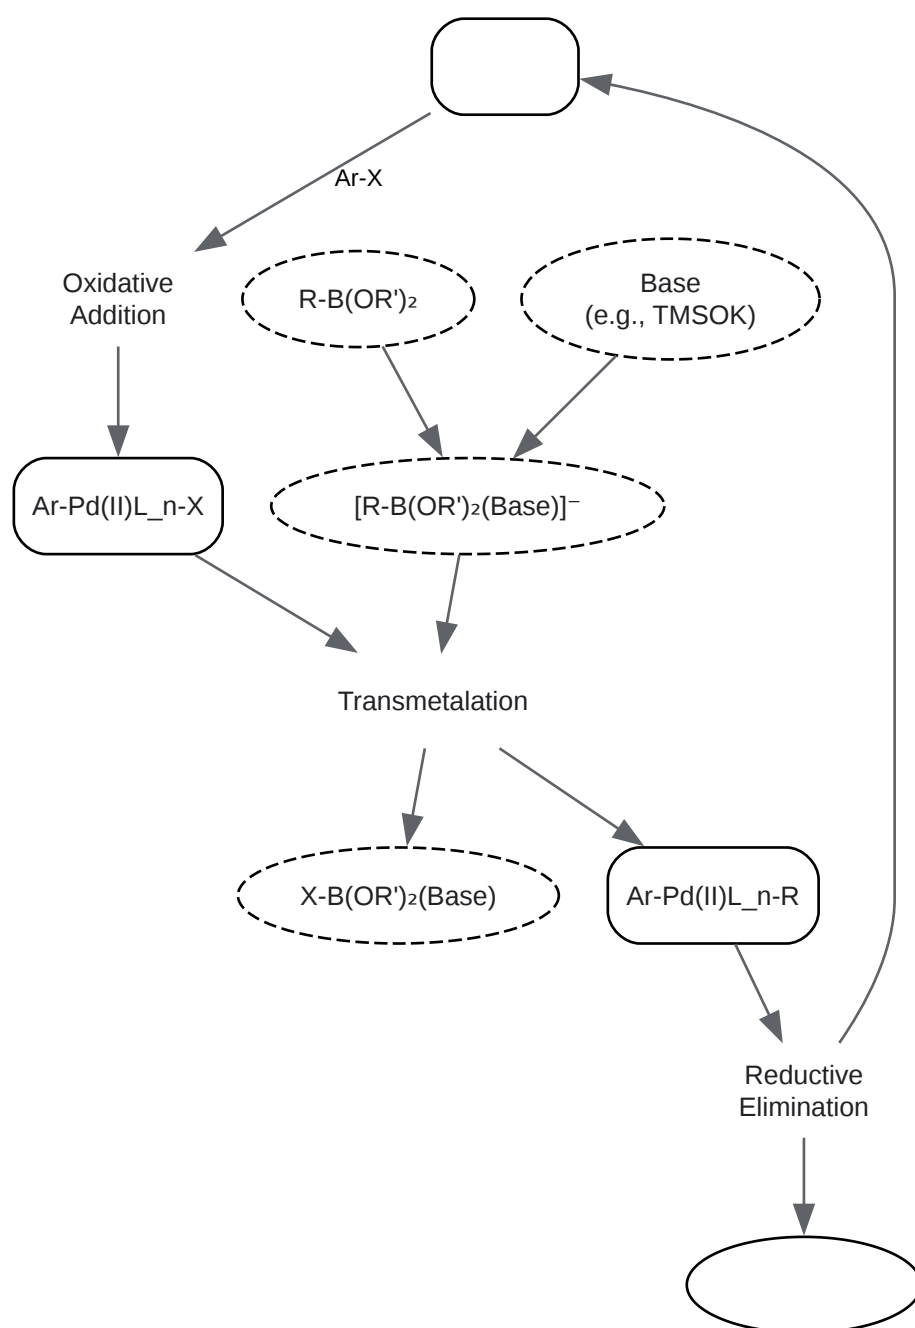 Ar-X
Oxidative
Addition
R-B(OR')₂
Base
(e.g., TMSOK)
Ar-Pd(II)L_n-X
[R-B(OR')₂(Base)]⁻
Transmetalation
X-B(OR')₂(Base)
Ar-Pd(II)L_n-R
Reductive
Elimination